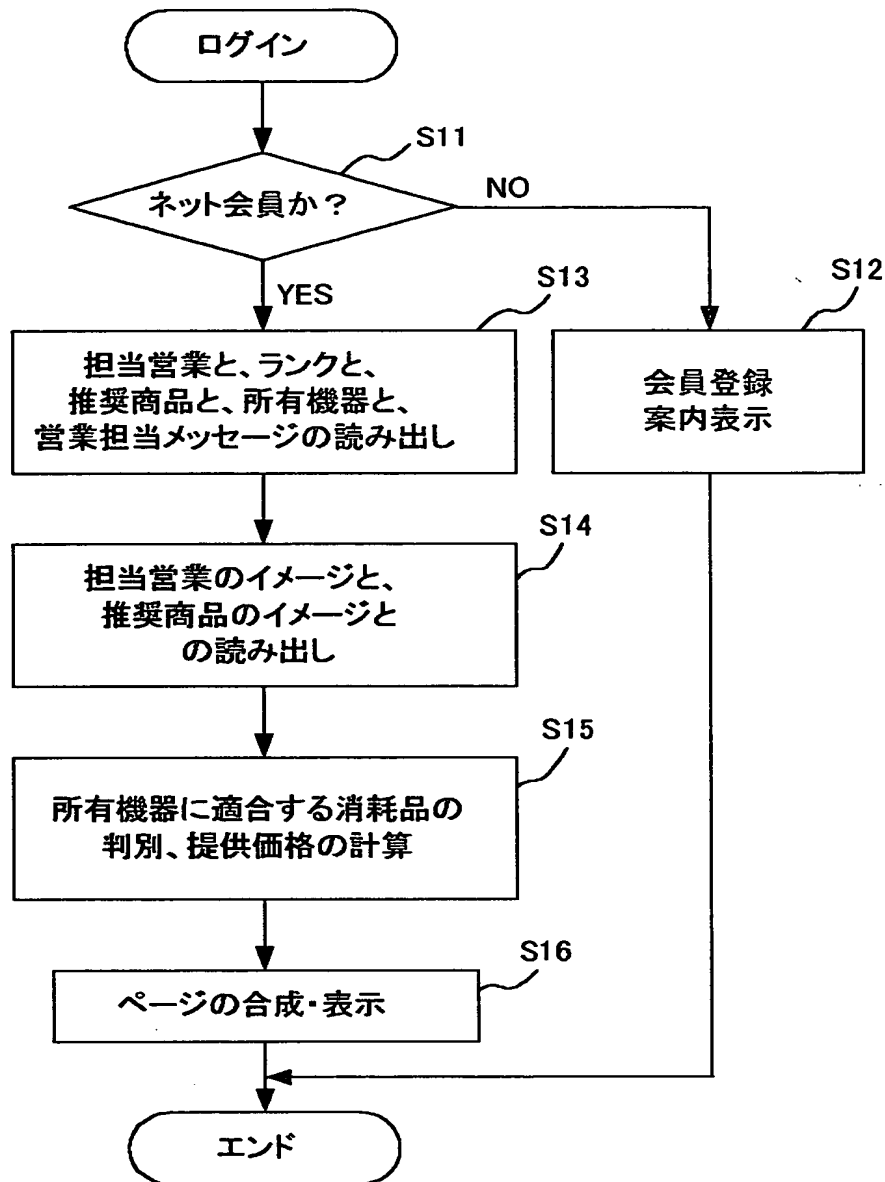 ログイン
S11
ネット会員か？
NO
YES
S13
担当営業と、ランクと、
推奨商品と、所有機器と、
営業担当メッセージの読み出し
S12
会員登録
案内表示
S14
担当営業のイメージと、
推奨商品のイメージと
の読み出し
S15
所有機器に適合する消耗品の
判別、提供価格の計算
S16
ページの合成・表示
エンド